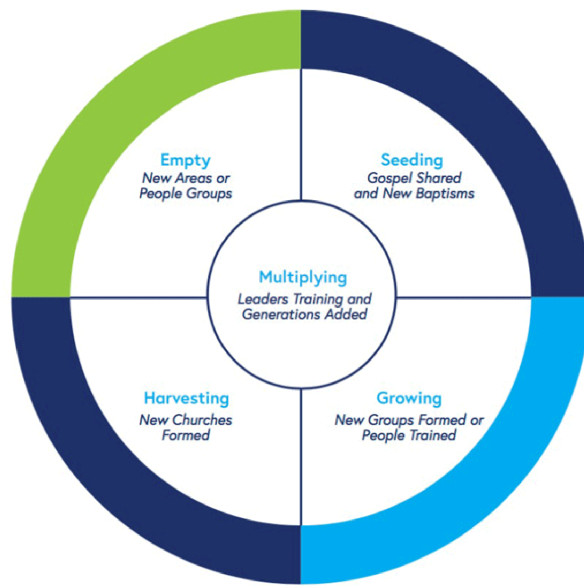 Empty
New Areas or
People Groups
Seeding
Gospel Shared
and New Baptisms
Multiplying
Leaders Training and
Generations Added
Harvesting
New Churches
Formed
Growing
New Groups Formed or
People Trained